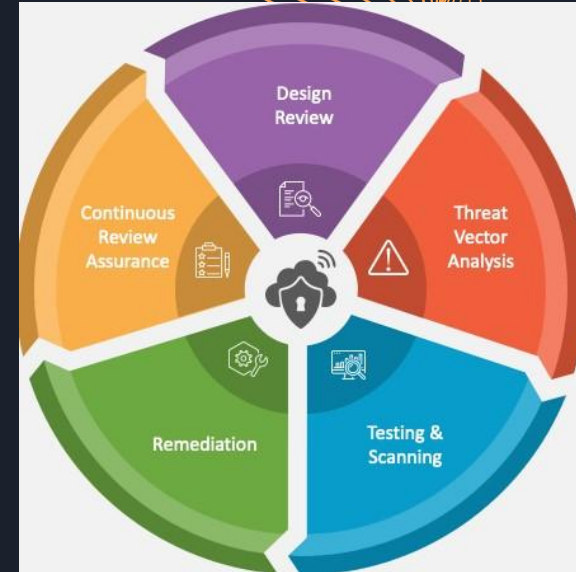 Design
Review
Threat
Vector
Analysis
Testing &
Scanning
Remediation
Continuous
Review
Assurance